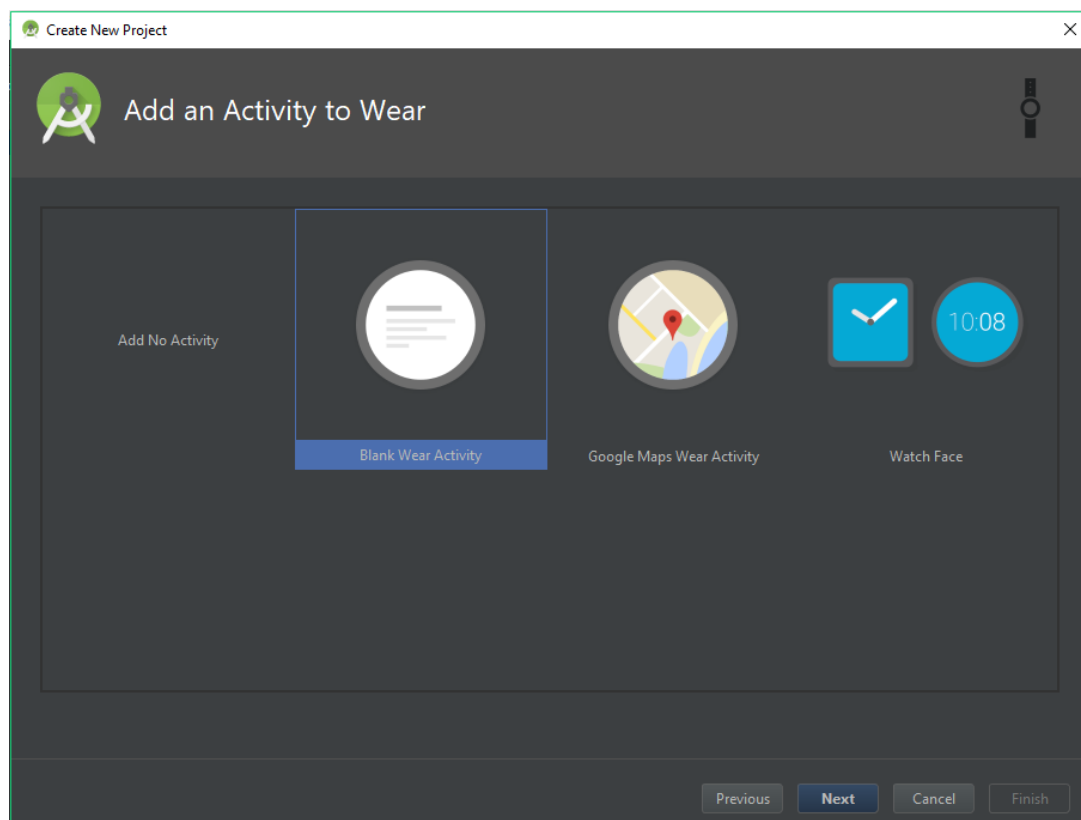 Create New Project
Add an Activity to Wear
Add No Activity
10:08
Blank Wear Activity
Google Maps Wear Activity
Watch Face
Previous
Next
Cancel
Finish